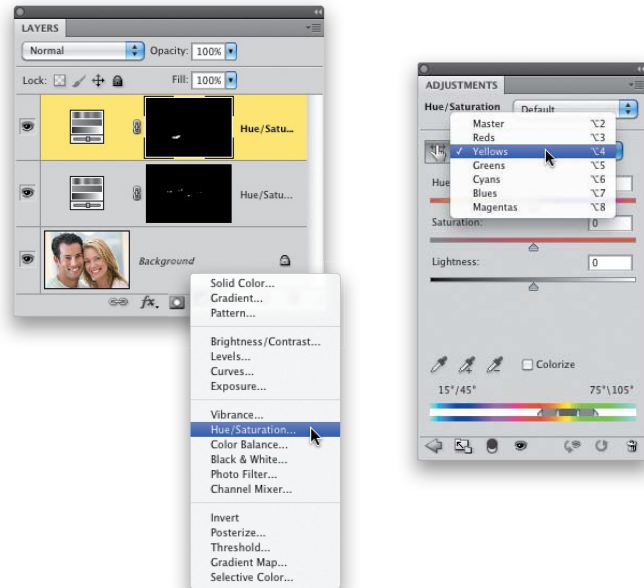 LAYERS
Normal Opacity: 100%
Lock: Fill: 100%
Hue/Satu...
Hue/Satu...
Background
fx.
Solid Color...
Gradient...
Pattern...
Brightness/Contrast...
Levels...
Curves...
Exposure...
Vibrance...
Hue/Saturation...
Color Balance...
Black & White...
Photo Filter...
Channel Mixer...
Invert
Posterize...
Threshold...
Gradient Map...
Selective Color...
ADJUSTMENTS
Hue/Saturation Default
Master ⌥2
Reds ⌥3
✓ Yellows ⌥4
Greens ⌥5
Cyans ⌥6
Blues ⌥7
Magentas ⌥8
Hue
Saturation: 0
Lightness: 0
Colorize
15°/45° 75°\105°